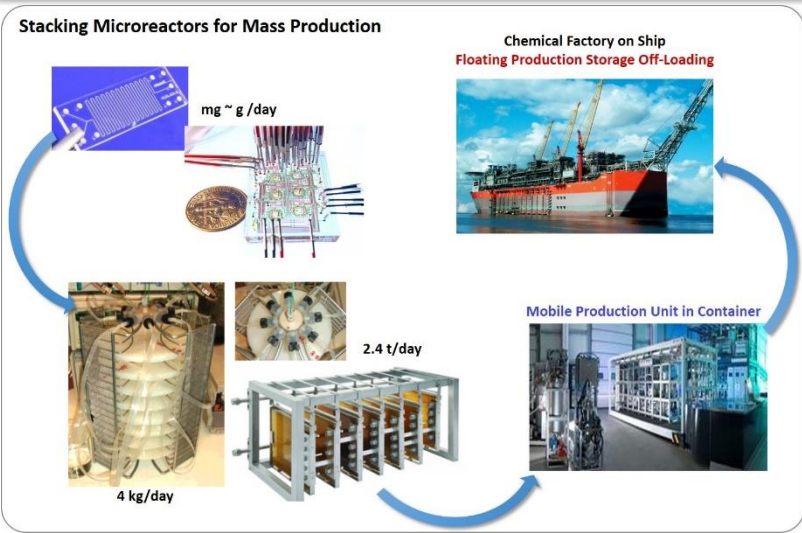 Stacking Microreactors for Mass Production
mg ~ g /day
Chemical Factory on Ship
Floating Production Storage Off-Loading
4 kg/day
2.4 t/day
Mobile Production Unit in Container